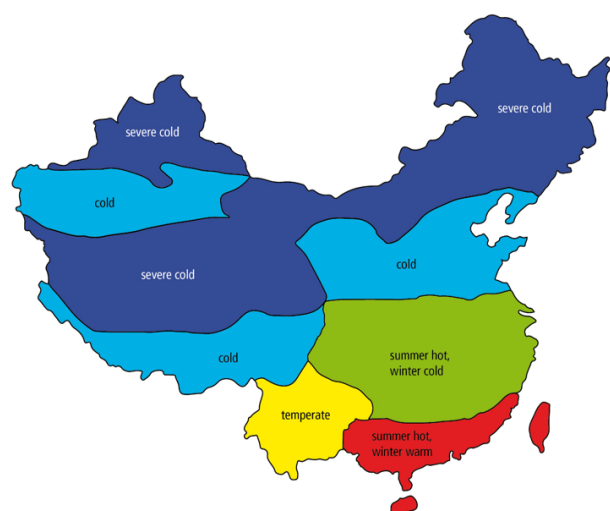 severe cold
severe cold
cold
severe cold
cold
cold
summer hot,
winter cold
temperate
summer hot,
winter warm